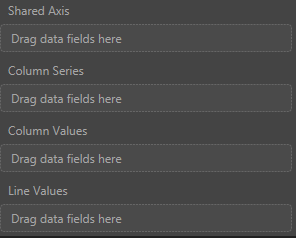 Shared Axis
Drag data fields here
Column Series
Drag data fields here
Column Values
Drag data fields here
Line Values
Drag data fields here